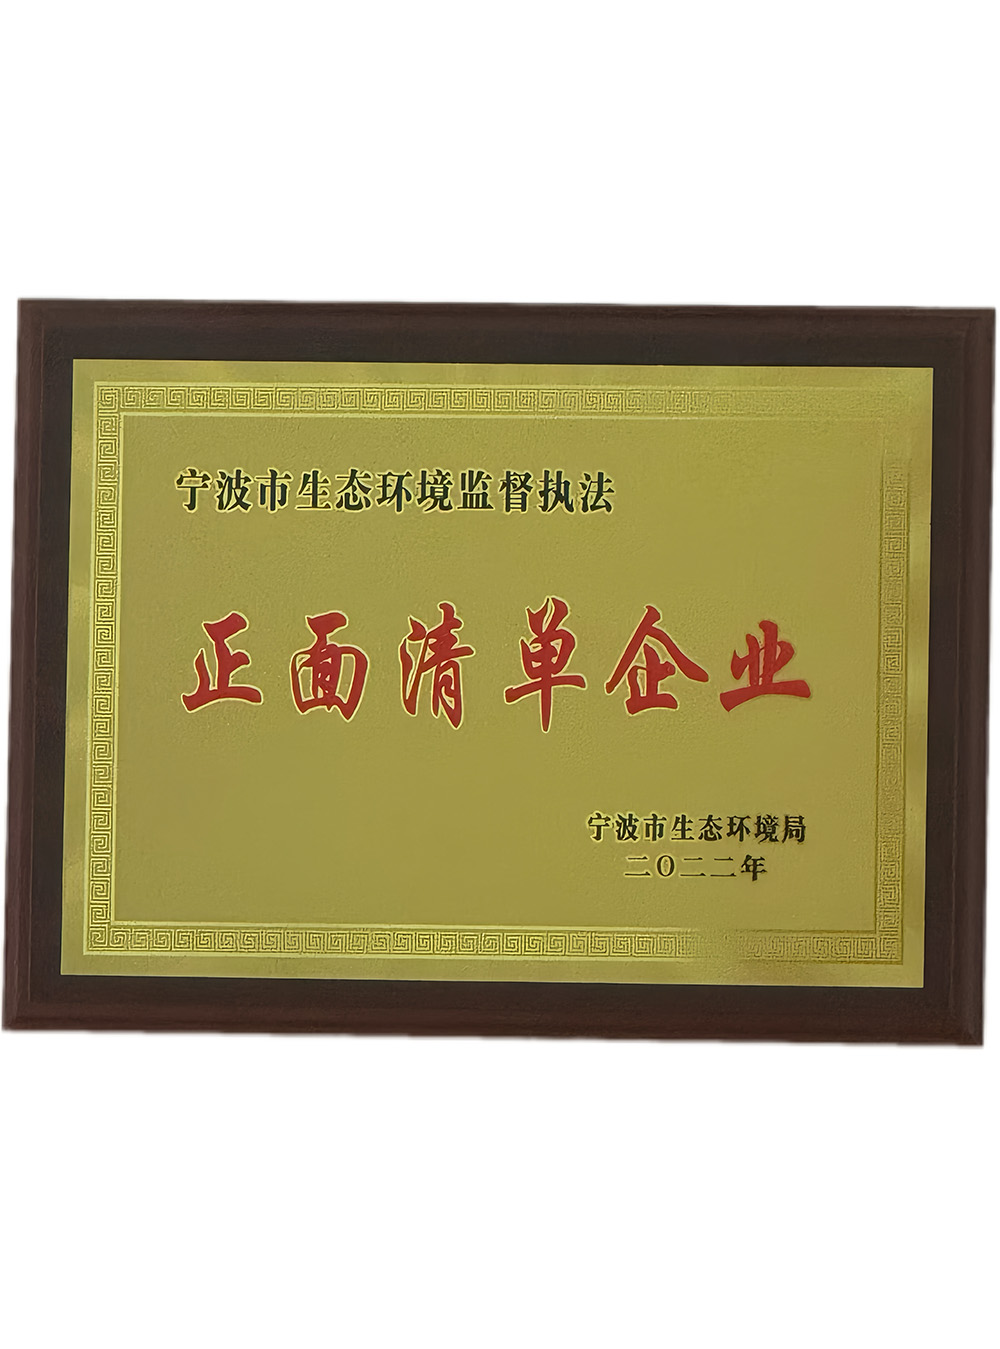 宁波市生态环境监督执法
正面清单企业
宁波市生态环境局
二〇二二年